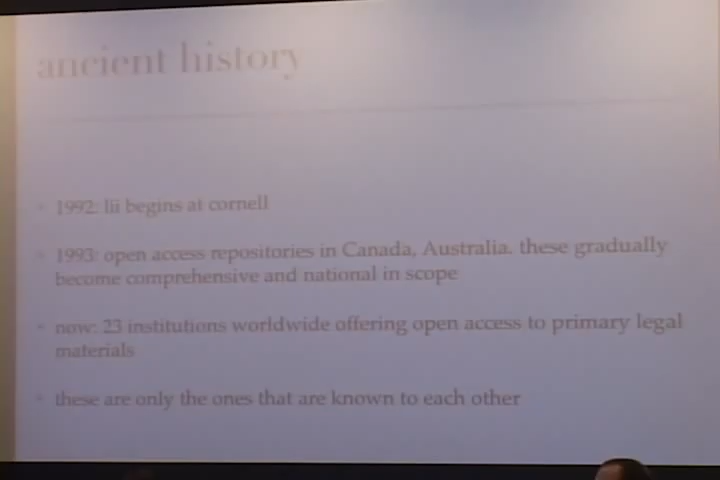 ancient history
1992: lii begins at cornell
1993: open access repositories in Canada, Australia. these gradually
become comprehensive and national in scope
now: 23 institutions worldwide offering open access to primary legal
materials
these are only the ones that are known to each other